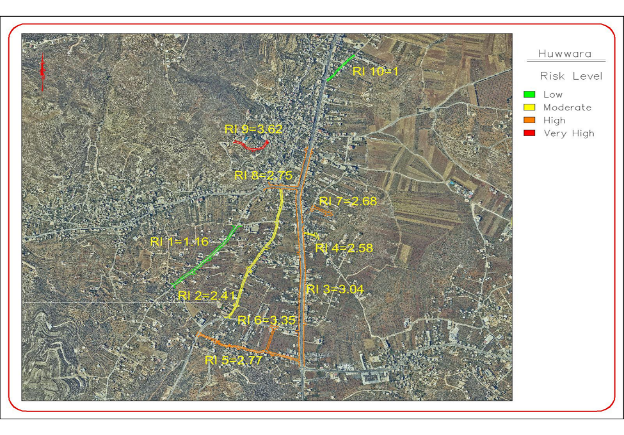 Huwwara
Risk Level
Low
Moderate
High
Very High
RI 10=1
RI 9=3.62
RI 8=2.75
RI 7=2.68
RI 1=1.16
RI 4=2.58
RI 2=2.41
RI 3=3.04
RI 6=3.35
RI 5=2.77